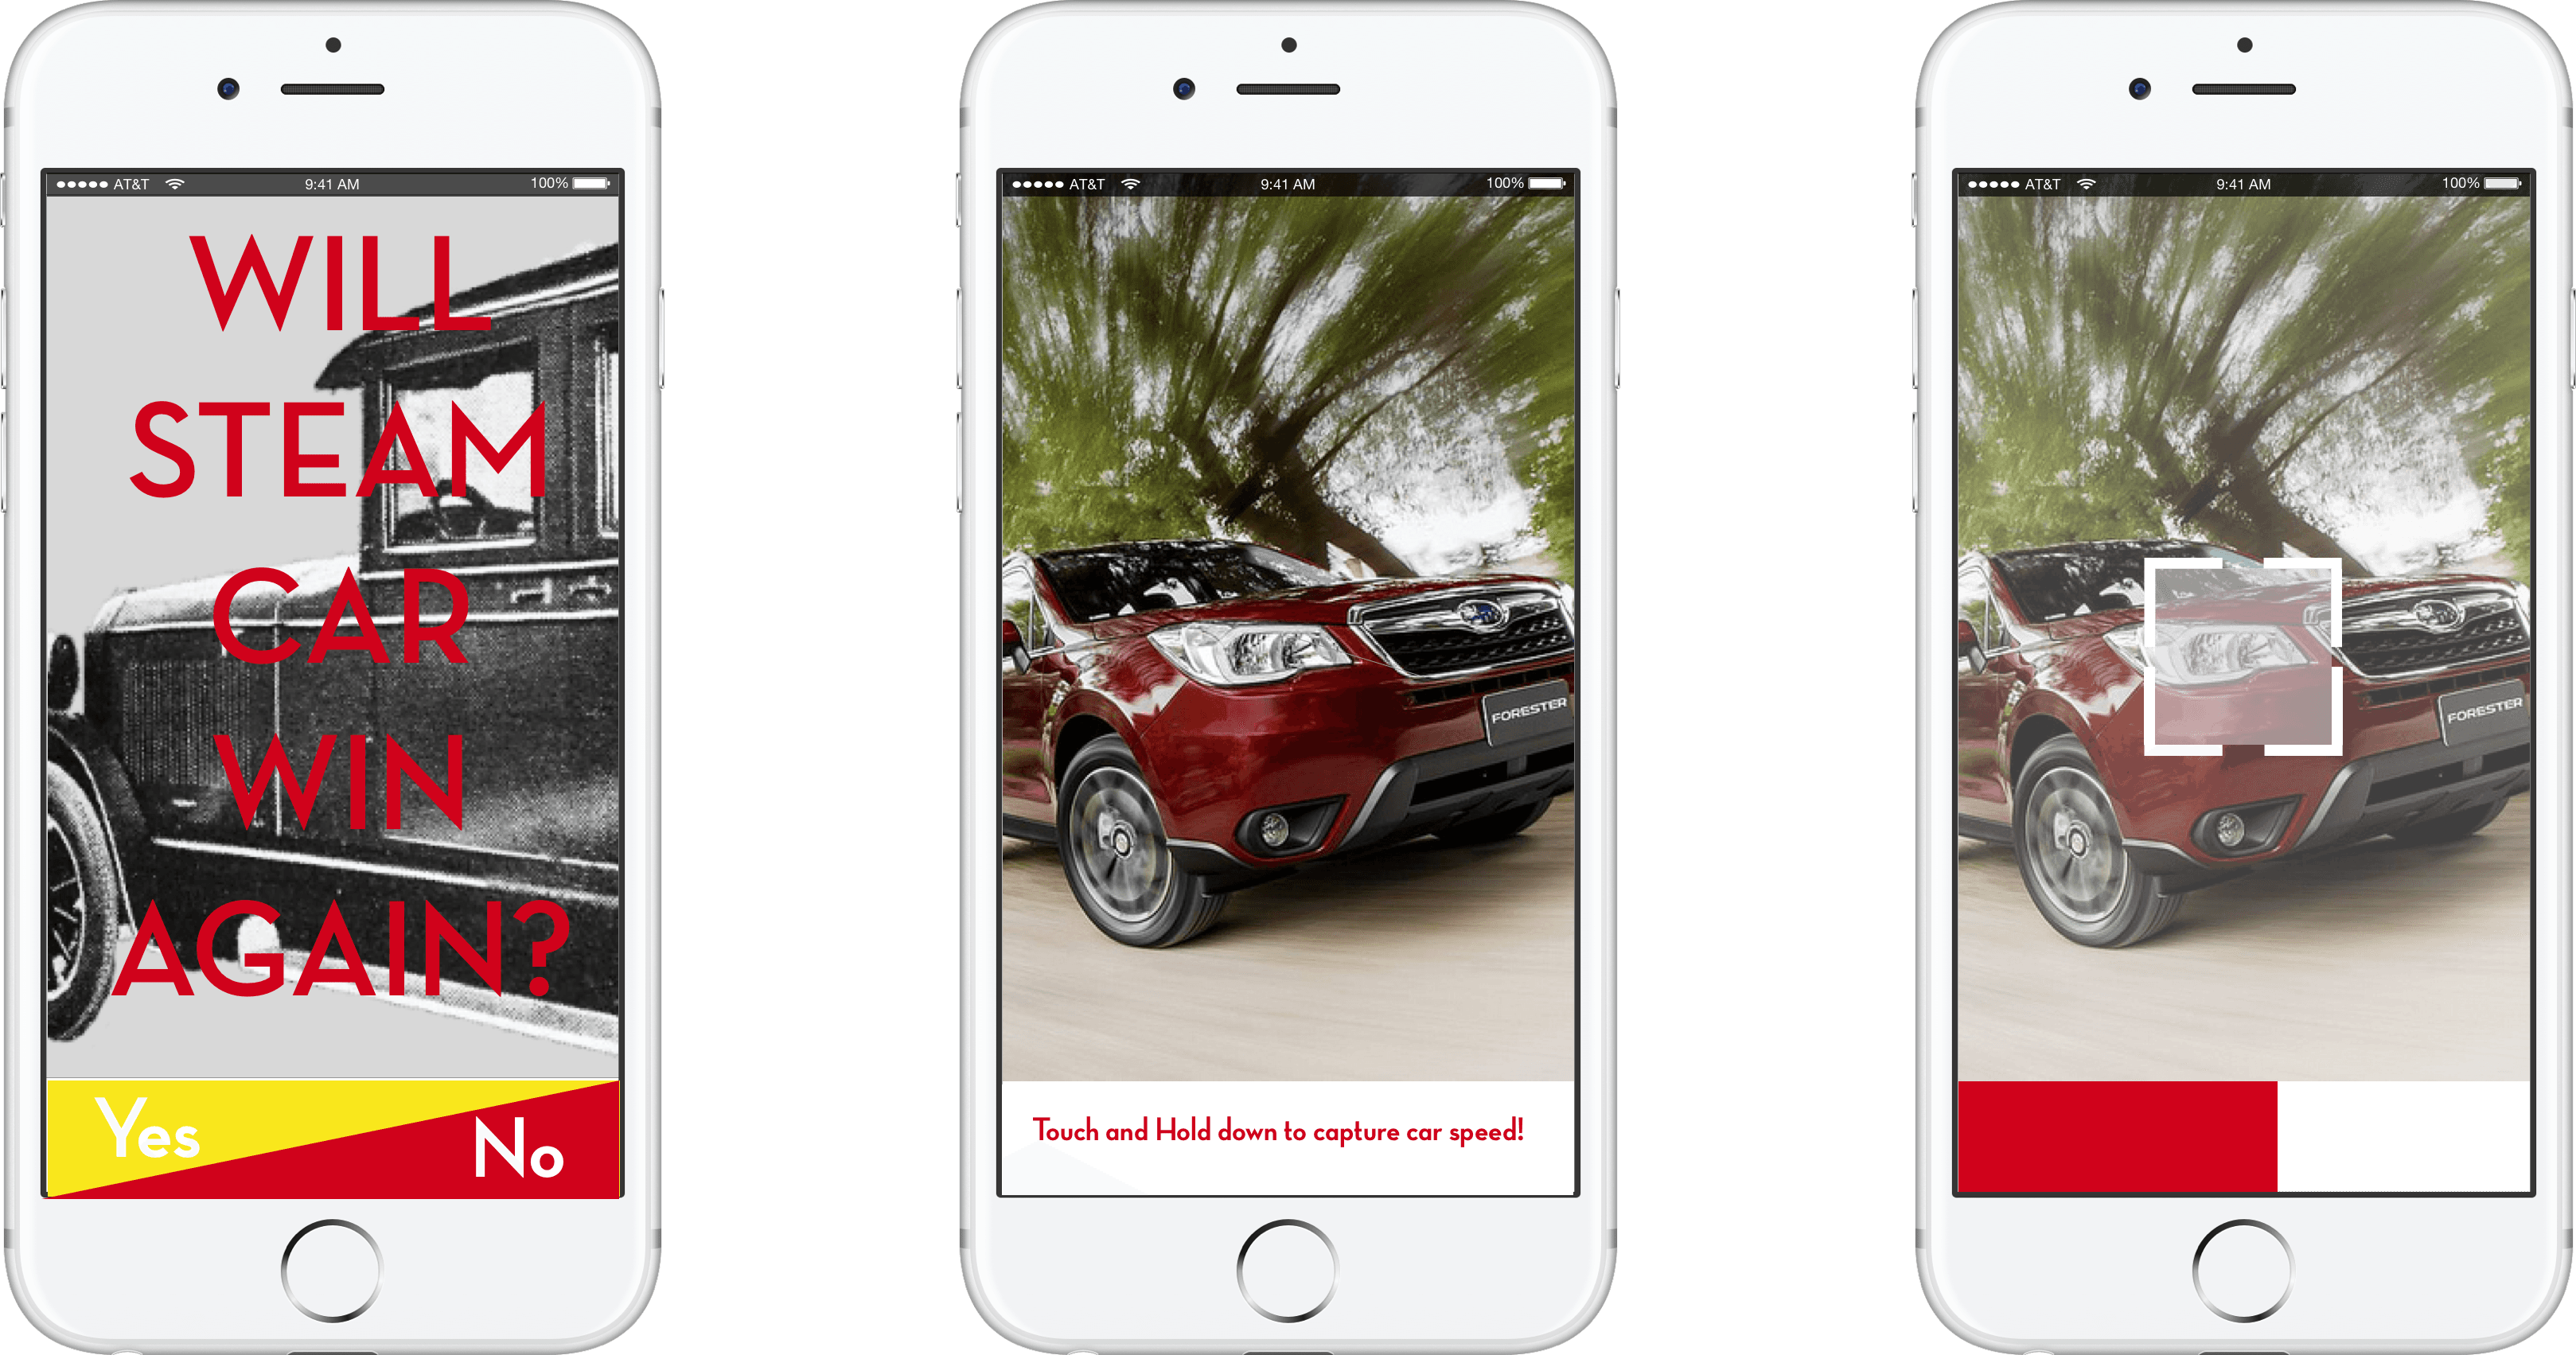 AT&T 9:41 AM 100%
WILL
STEAM
CAR
WIN
AGAIN?
Yes
No
AT&T 9:41 AM 100%
FORESTER
Touch and Hold down to capture car speed!
AT&T 9:41 AM 100%
FORESTER